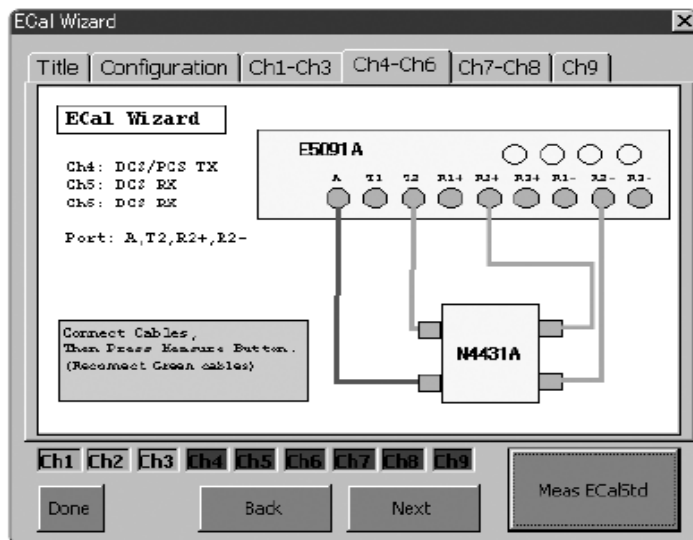 ECal Wizard
Title Configuration Ch1-Ch3 Ch4-Ch6 Ch7-Ch8 Ch9
ECal Wizard
Ch4: DCS/PCS TX
Ch5: DCS RX
Ch6: DCS RX
Port: A,T2,R2+,R2-
E5091A
A T1 T2 R1+ R2+ R3+ R1- R2- R3-
N4431A
Connect Cables,
Then Press Measure Button.
(Reconnect Green cables)
Ch1 Ch2 Ch3 Ch4 Ch5 Ch6 Ch7 Ch8 Ch9
Done Back Next Meas ECalStd